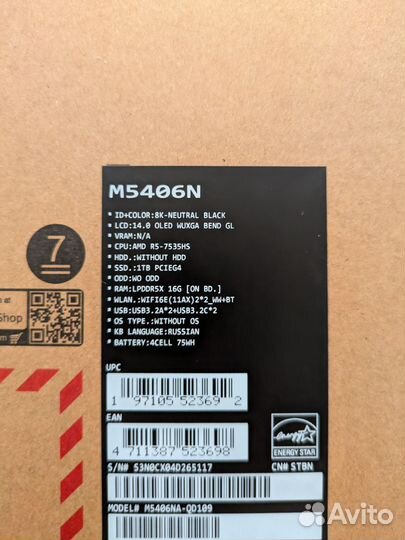 M5406N
* ID+COLOR:8K-NEUTRAL BLACK
* LCD:14.0 OLED WUXGA BEND GL
* VRAM:N/A
* CPU:AMD R5-7535HS
* HDD.:WITHOUT HDD
* SSD.:1TB PCIEG4
* ODD:WO ODD
* RAM:LPDDR5X 16G [ON BD.]
* WLAN.:WIFI6E(11AX)2*2_WW+BT
* USB:USB3.2A*2+USB3.2C*2
* OS TYPE.:WITHOUT OS
* KB LANGUAGE:RUSSIAN
* BATTERY:4CELL 75WH
7
n at
Shop
m
UPC
1 97105 52369 2
EAN
4 711387 523698
ENERGY STAR
S/N# S3N0CX04D265117
CN# STBN
MODEL# M5406NA-QD109
Avito